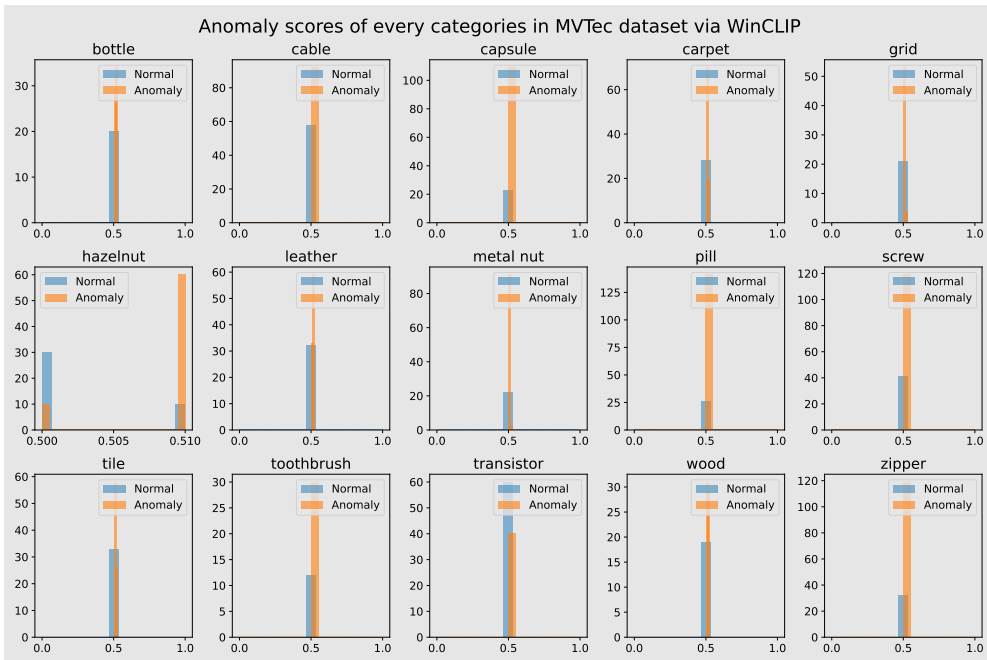 Anomaly scores of every categories in MVTec dataset via WinCLIP
bottle
Normal
Anomaly
0
10
20
30
0.0
0.5
1.0
cable
Normal
Anomaly
0
20
40
60
80
0.0
0.5
1.0
capsule
Normal
Anomaly
0
20
40
60
80
100
0.0
0.5
1.0
carpet
Normal
Anomaly
0
20
40
60
0.0
0.5
1.0
grid
Normal
Anomaly
0
10
20
30
40
50
0.0
0.5
1.0
hazelnut
Normal
Anomaly
0
10
20
30
40
50
60
0.500
0.505
0.510
leather
Normal
Anomaly
0
10
20
30
40
50
60
0.0
0.5
1.0
metal nut
Normal
Anomaly
0
20
40
60
80
0.0
0.5
1.0
pill
Normal
Anomaly
0
25
50
75
100
125
0.0
0.5
1.0
screw
Normal
Anomaly
0
20
40
60
80
100
120
0.0
0.5
1.0
tile
Normal
Anomaly
0
10
20
30
40
50
60
0.0
0.5
1.0
toothbrush
Normal
Anomaly
0
5
10
15
20
25
30
0.0
0.5
1.0
transistor
Normal
Anomaly
0
10
20
30
40
50
60
0.0
0.5
1.0
wood
Normal
Anomaly
0
5
10
15
20
25
30
0.0
0.5
1.0
zipper
Normal
Anomaly
0
20
40
60
80
100
120
0.0
0.5
1.0